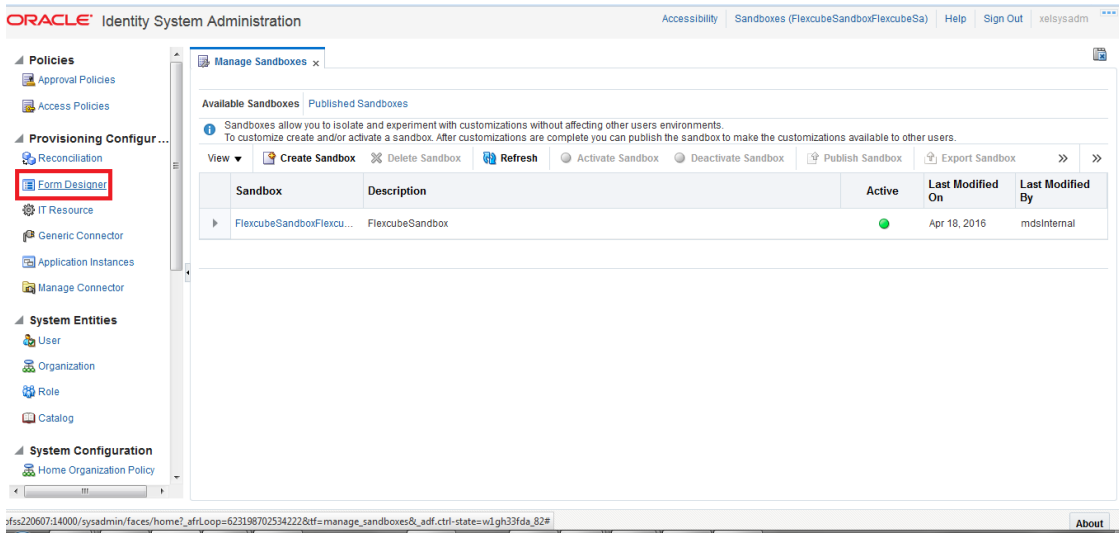 ORACLE Identity System Administration
Accessibility Sandboxes (FlexcubeSandboxFlexcubeSa) Help Sign Out xelsysadm
Policies
Approval Policies
Access Policies
Provisioning Configur...
Reconciliation
Form Designer
IT Resource
Generic Connector
Application Instances
Manage Connector
System Entities
User
Organization
Role
Catalog
System Configuration
Home Organization Policy
Manage Sandboxes x
Available Sandboxes Published Sandboxes
Sandboxes allow you to isolate and experiment with customizations without affecting other users environments.
To customize create and/or activate a sandbox. After customizations are complete you can publish the sandbox to make the customizations available to other users.
View Create Sandbox Delete Sandbox Refresh Activate Sandbox Deactivate Sandbox Publish Sandbox Export Sandbox » »
Sandbox Description Active Last Modified On Last Modified By
FlexcubeSandboxFlexcu... FlexcubeSandbox Apr 18, 2016 mdsInternal
ofss220607:14000/sysadmin/faces/home?_afrLoop=623198702534222&tf=manage_sandboxes&_adf.ctrl-state=w1gh33fda_82#
About